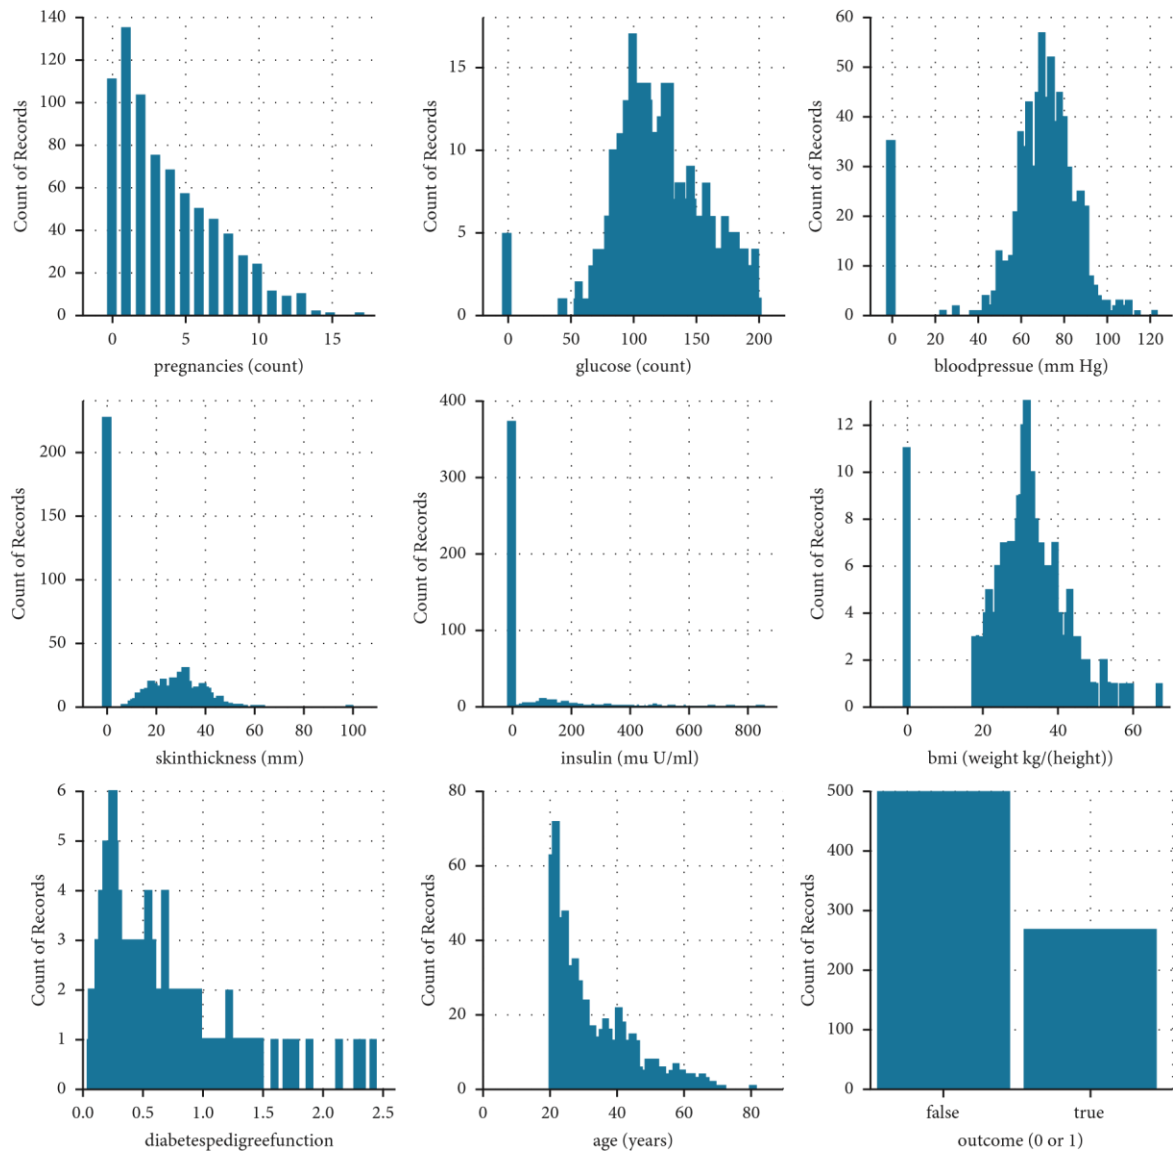 140
120
100
80
60
40
20
0
Count of Records
0 5 10 15
pregnancies (count)
15
10
5
0
Count of Records
0 50 100 150 200
glucose (count)
60
50
40
30
20
10
0
Count of Records
0 20 40 60 80 100 120
bloodpressue (mm Hg)
200
150
100
50
0
Count of Records
0 20 40 60 80 100
skinthickness (mm)
400
300
200
100
0
Count of Records
0 200 400 600 800
insulin (mu U/ml)
12
10
8
6
4
2
0
Count of Records
0 20 40 60
bmi (weight kg/(height))
6
5
4
3
2
1
0
Count of Records
0.0 0.5 1.0 1.5 2.0 2.5
diabetespedigreefunction
80
60
40
20
0
Count of Records
0 20 40 60 80
age (years)
500
400
300
200
100
0
Count of Records
false true
outcome (0 or 1)